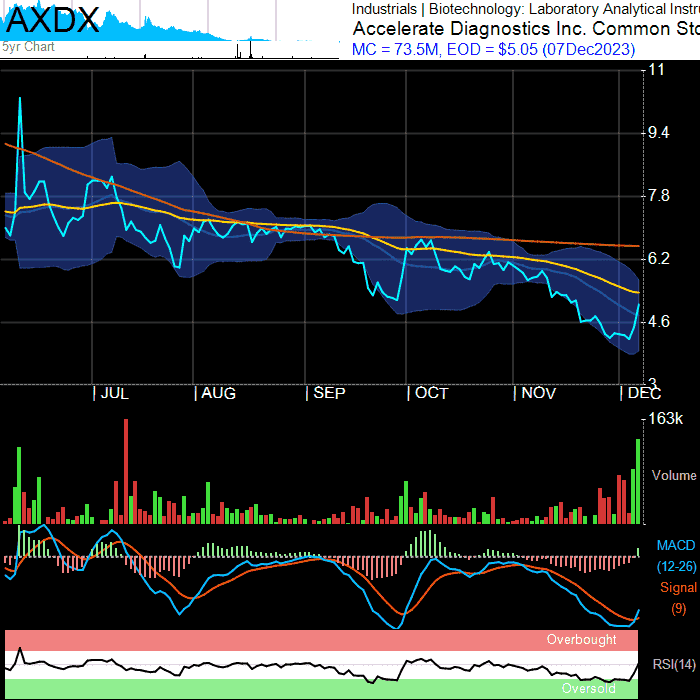 AXDX
5yr Chart
Industrials | Biotechnology: Laboratory Analytical Instru
Accelerate Diagnostics Inc. Common Sto
MC = 73.5M, EOD = $5.05 (07Dec2023)
11
9.4
7.8
6.2
4.6
3
| JUL | AUG | SEP | OCT | NOV | DEC
163k
Volume
MACD
(12-26)
Signal
(9)
Overbought
RSI(14)
Oversold